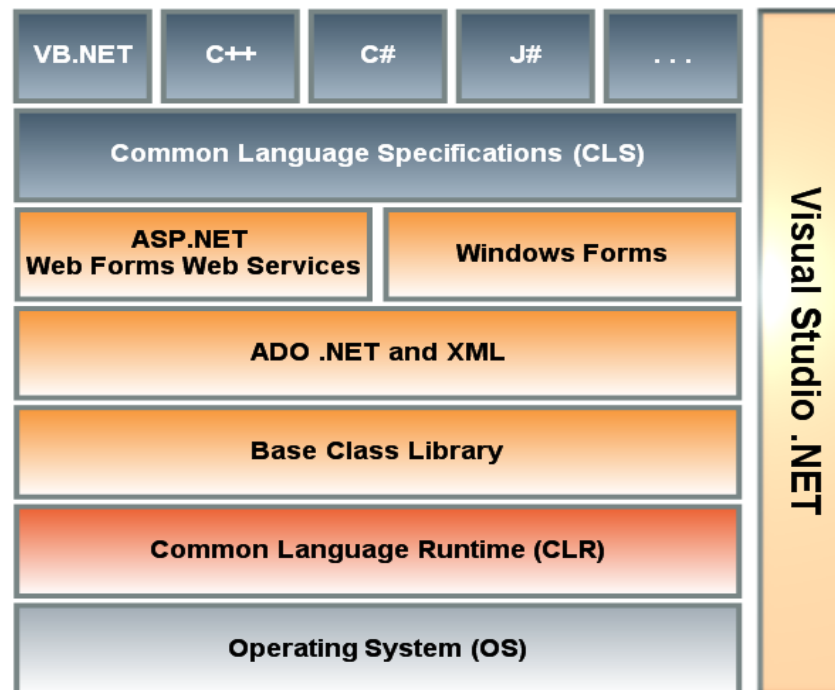 VB.NET
C++
C#
J#
. . .
Common Language Specifications (CLS)
ASP.NET
Web Forms Web Services
Windows Forms
ADO .NET and XML
Base Class Library
Common Language Runtime (CLR)
Operating System (OS)
Visual Studio .NET